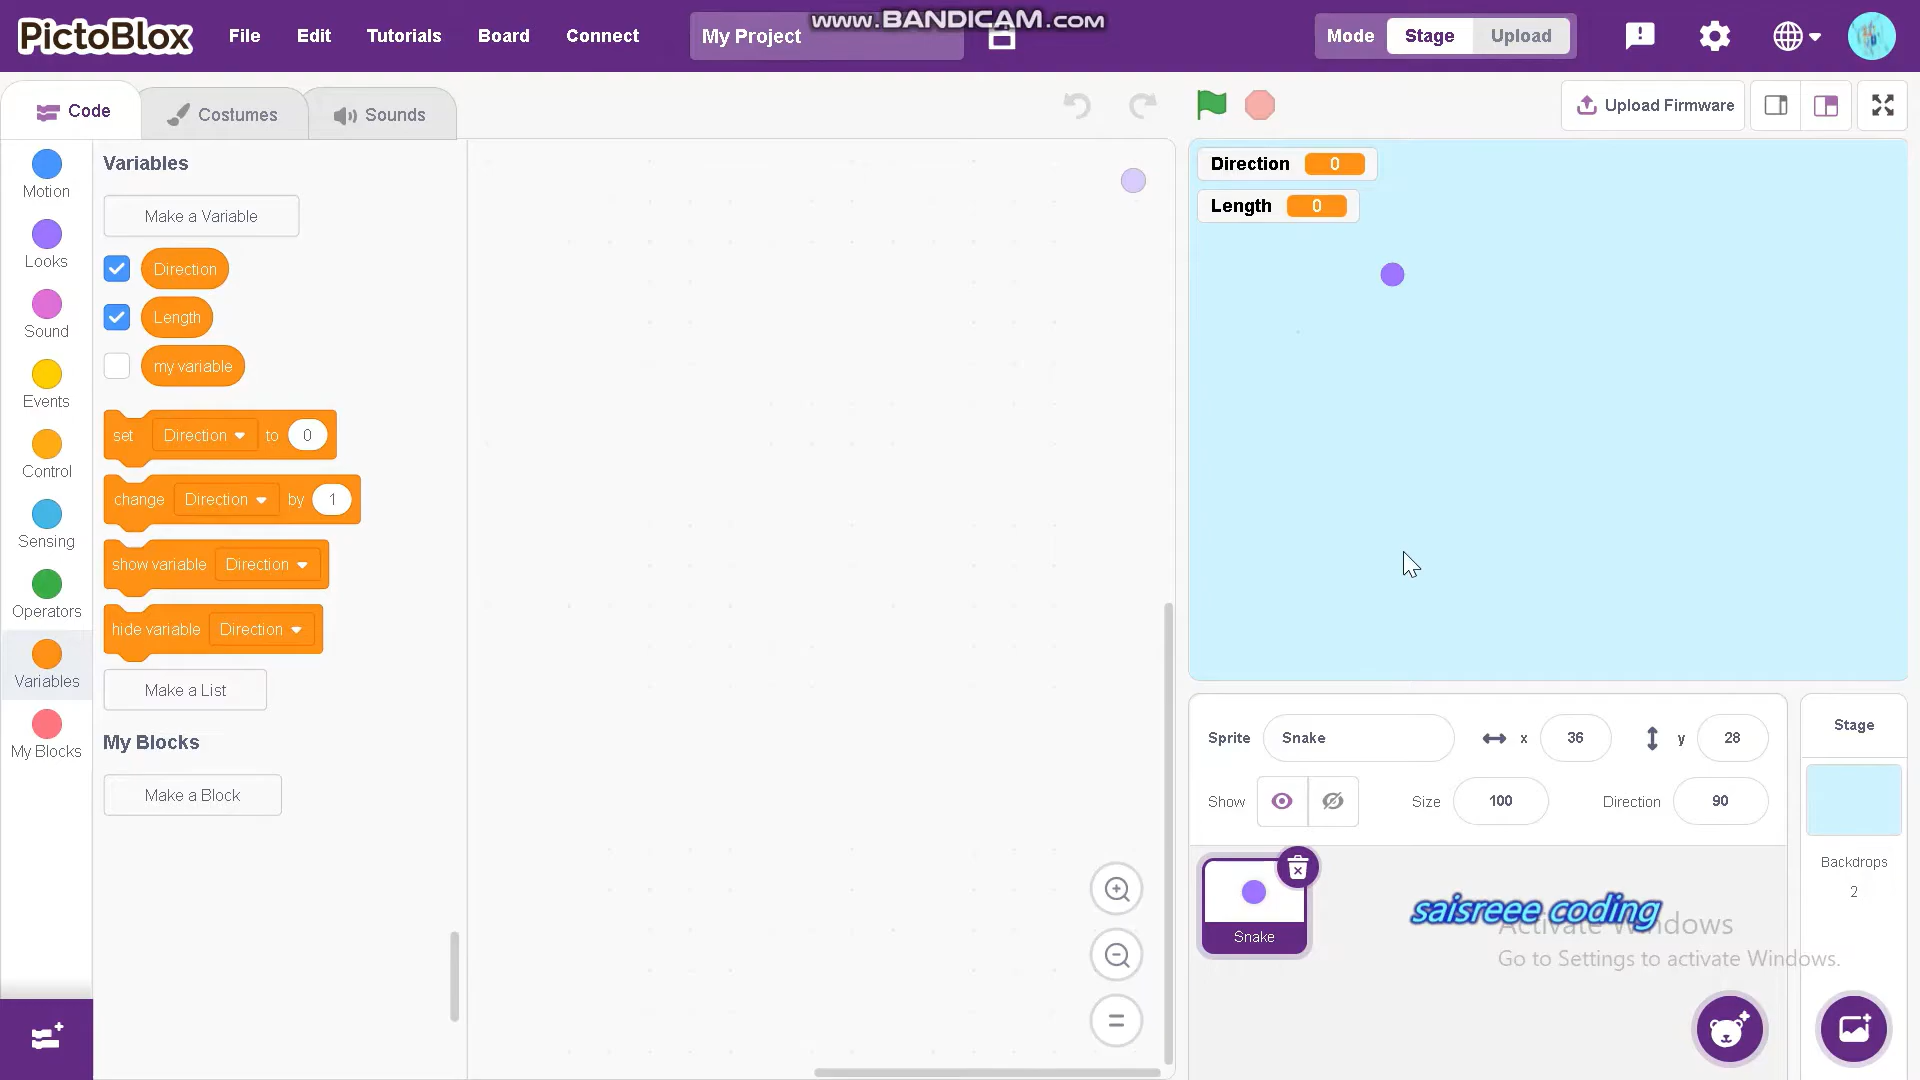 www.BANDICAM.com
PictoBlox File Edit Tutorials Board Connect My Project Mode Stage Upload
Code Costumes Sounds Upload Firmware
Motion
Looks
Sound
Events
Control
Sensing
Operators
Variables
My Blocks
Variables
Make a Variable
Direction
Length
my variable
set Direction to 0
change Direction by 1
show variable Direction
hide variable Direction
Make a List
My Blocks
Make a Block
Direction 0
Length 0
Sprite Snake x 36 y 28
Show Size 100 Direction 90
Snake
Stage
Backdrops
2
saisreee coding
Activate Windows
Go to Settings to activate Windows.